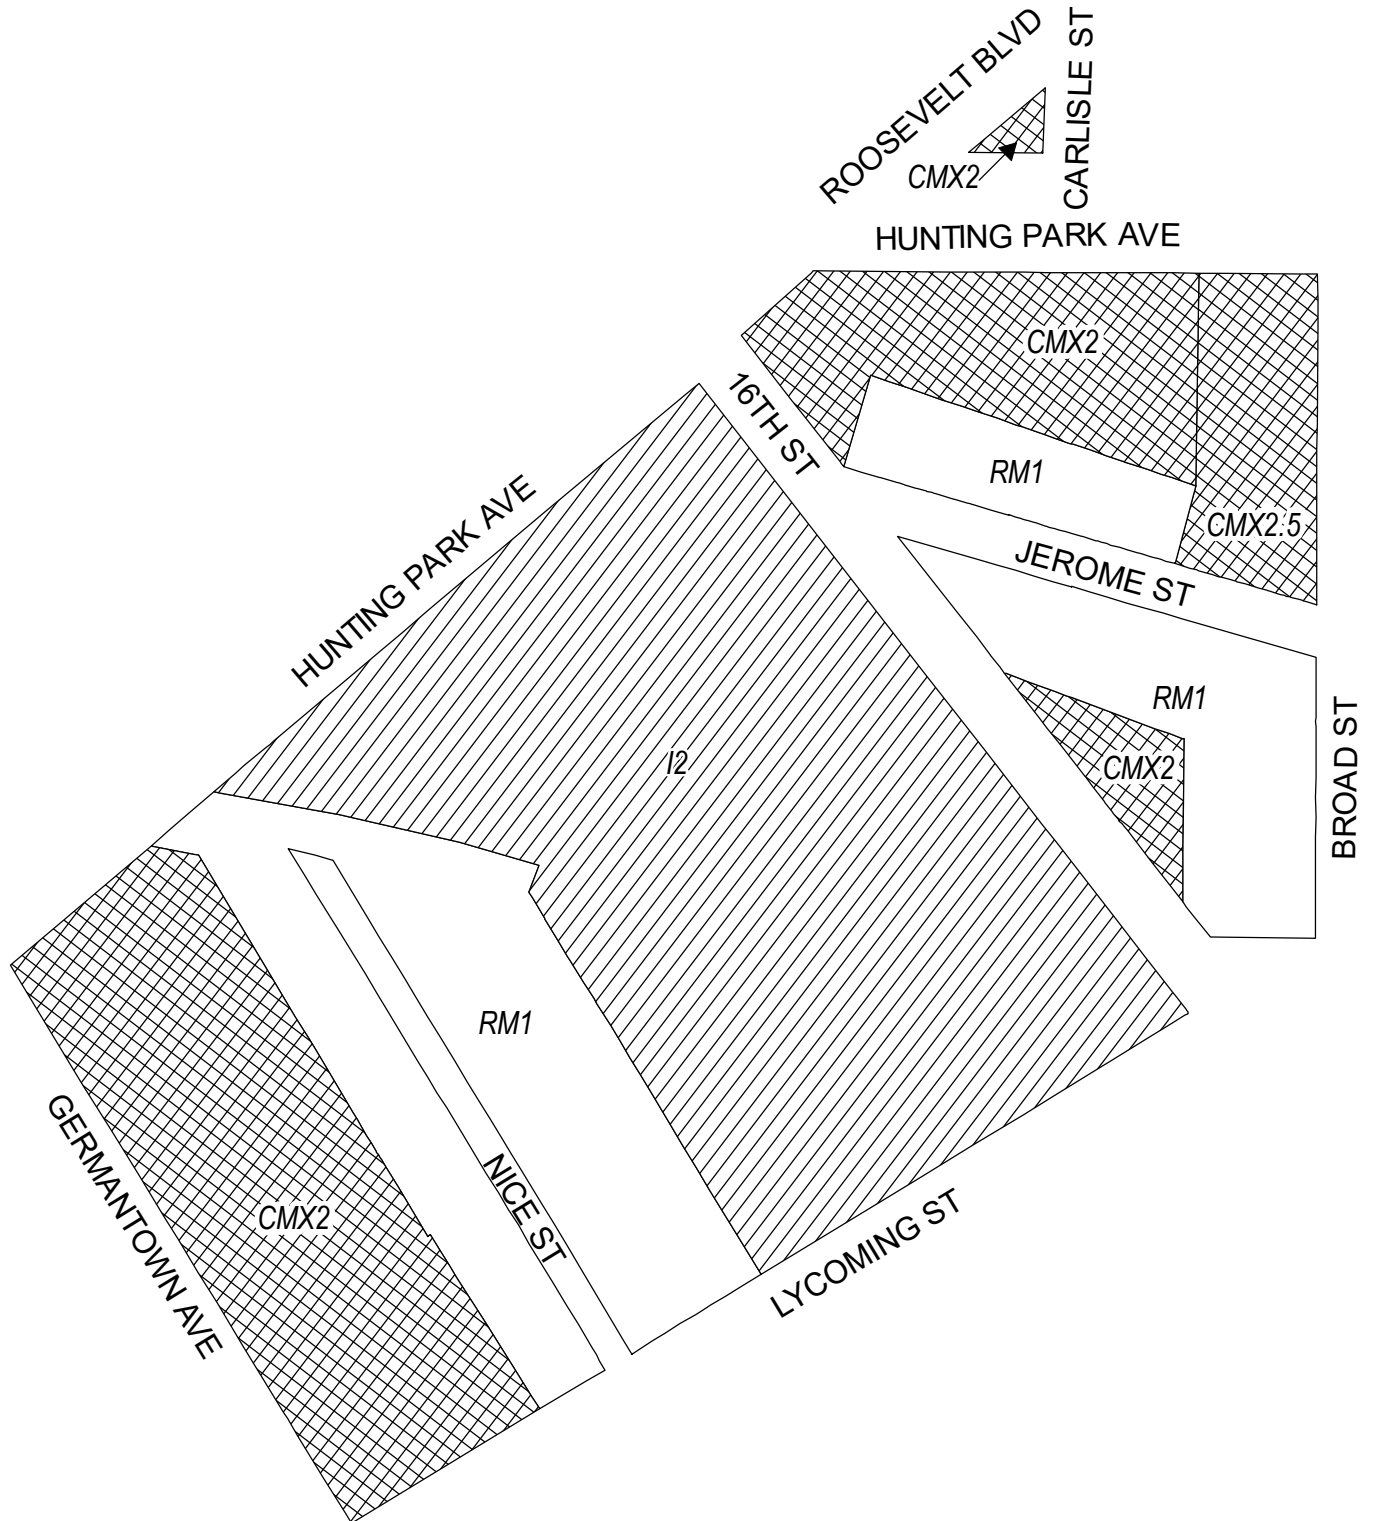 ROOSEVELT BLVD
CARLISLE ST
CMX2
HUNTING PARK AVE
CMX2
16TH ST
RM1
CMX2.5
HUNTING PARK AVE
JEROME ST
RM1
I2
CMX2
BROAD ST
RM1
GERMANTOWN AVE
NICE ST
CMX2
LYCOMING ST